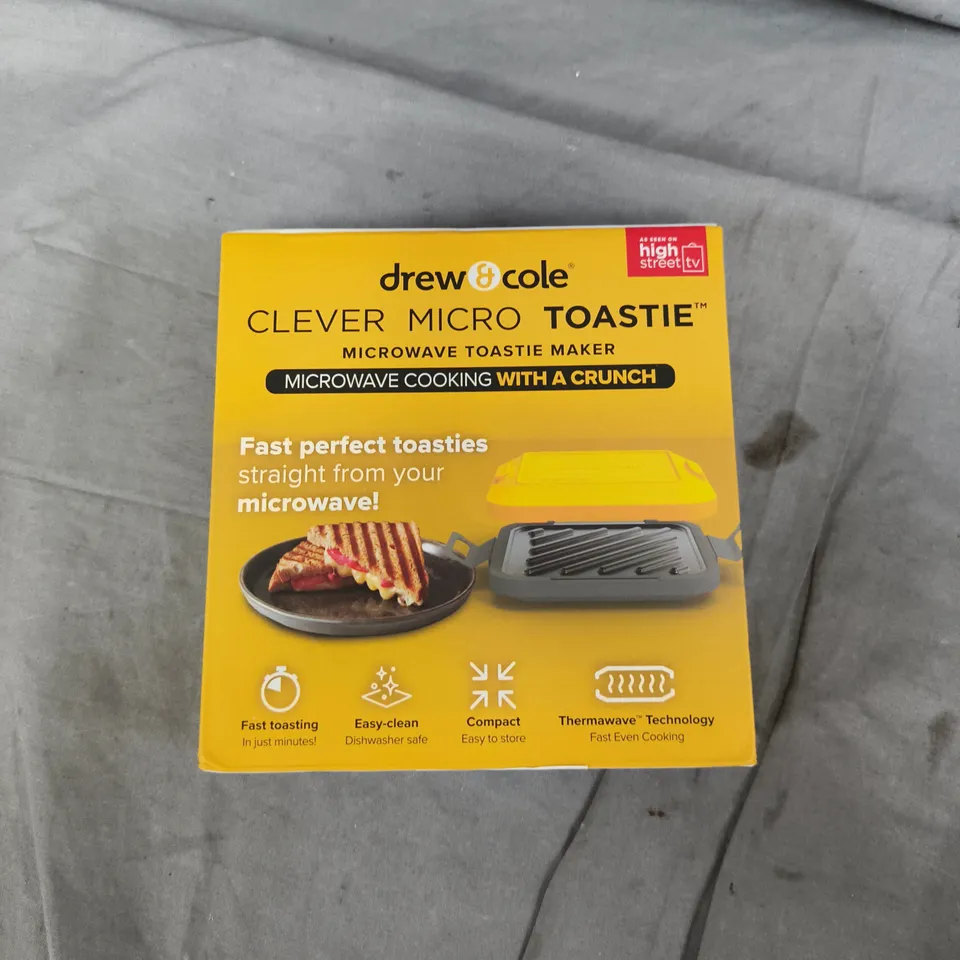 AS SEEN ON
high
street tv
drew & cole®
CLEVER MICRO TOASTIE™
MICROWAVE TOASTIE MAKER
MICROWAVE COOKING WITH A CRUNCH
Fast perfect toasties
straight from your
microwave!
Fast toasting
In just minutes!
Easy-clean
Dishwasher safe
Compact
Easy to store
Thermawave™ Technology
Fast Even Cooking